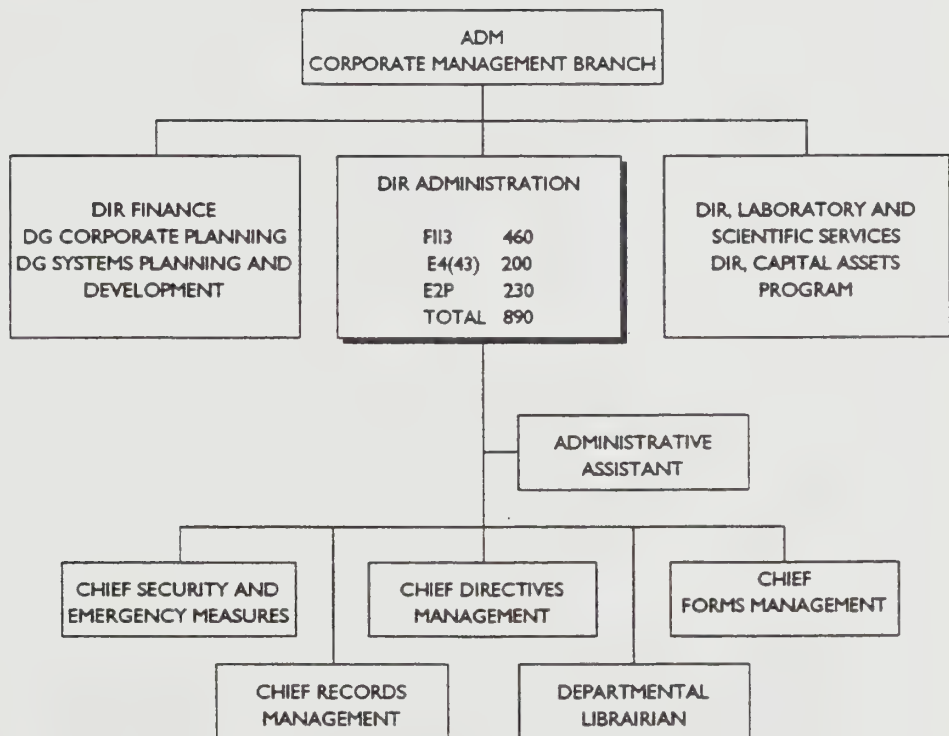 ADM
CORPORATE MANAGEMENT BRANCH
DIR FINANCE
DG CORPORATE PLANNING
DG SYSTEMS PLANNING AND
DEVELOPMENT
DIR ADMINISTRATION
FII3 460
E4(43) 200
E2P 230
TOTAL 890
DIR, LABORATORY AND
SCIENTIFIC SERVICES
DIR, CAPITAL ASSETS
PROGRAM
ADMINISTRATIVE
ASSISTANT
CHIEF SECURITY AND
EMERGENCY MEASURES
CHIEF DIRECTIVES
MANAGEMENT
CHIEF
FORMS MANAGEMENT
CHIEF RECORDS
MANAGEMENT
DEPARTMENTAL
LIBRAIRIAN